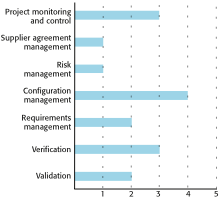 Project monitoring
and control
Supplier agreement
management
Risk
management
Configuration
management
Requirements
management
Verification
Validation
1 2 3 4 5